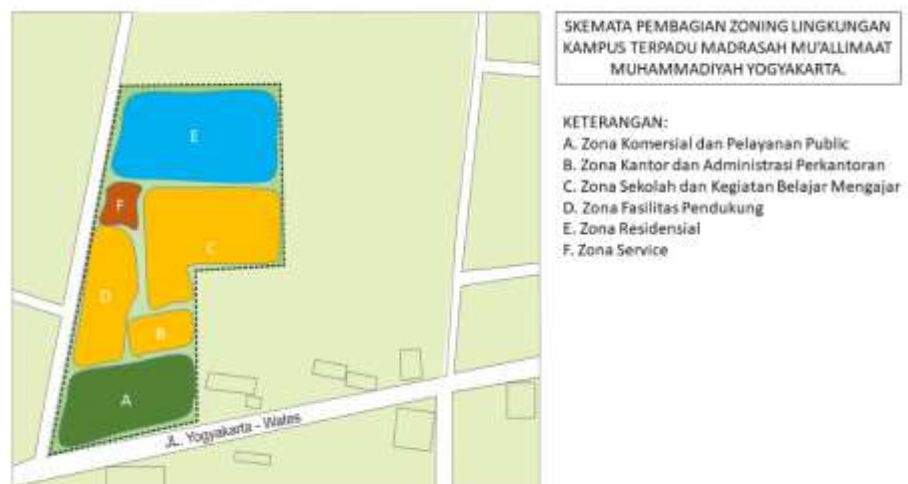 SKEMATA PEMBAGIAN ZONING LINGKUNGAN
KAMPUS TERPADU MADRASAH MU'ALLIMAAT
MUHAMMADIYAH YOGYAKARTA.
KETERANGAN:
A. Zona Komersial dan Pelayanan Public
B. Zona Kantor dan Administrasi Perkantoran
C. Zona Sekolah dan Kegiatan Belajar Mengajar
D. Zona Fasilitas Pendukung
E. Zona Residensial
F. Zona Service
E
F
C
D
B
A
JL. Yogyakarta - Wates